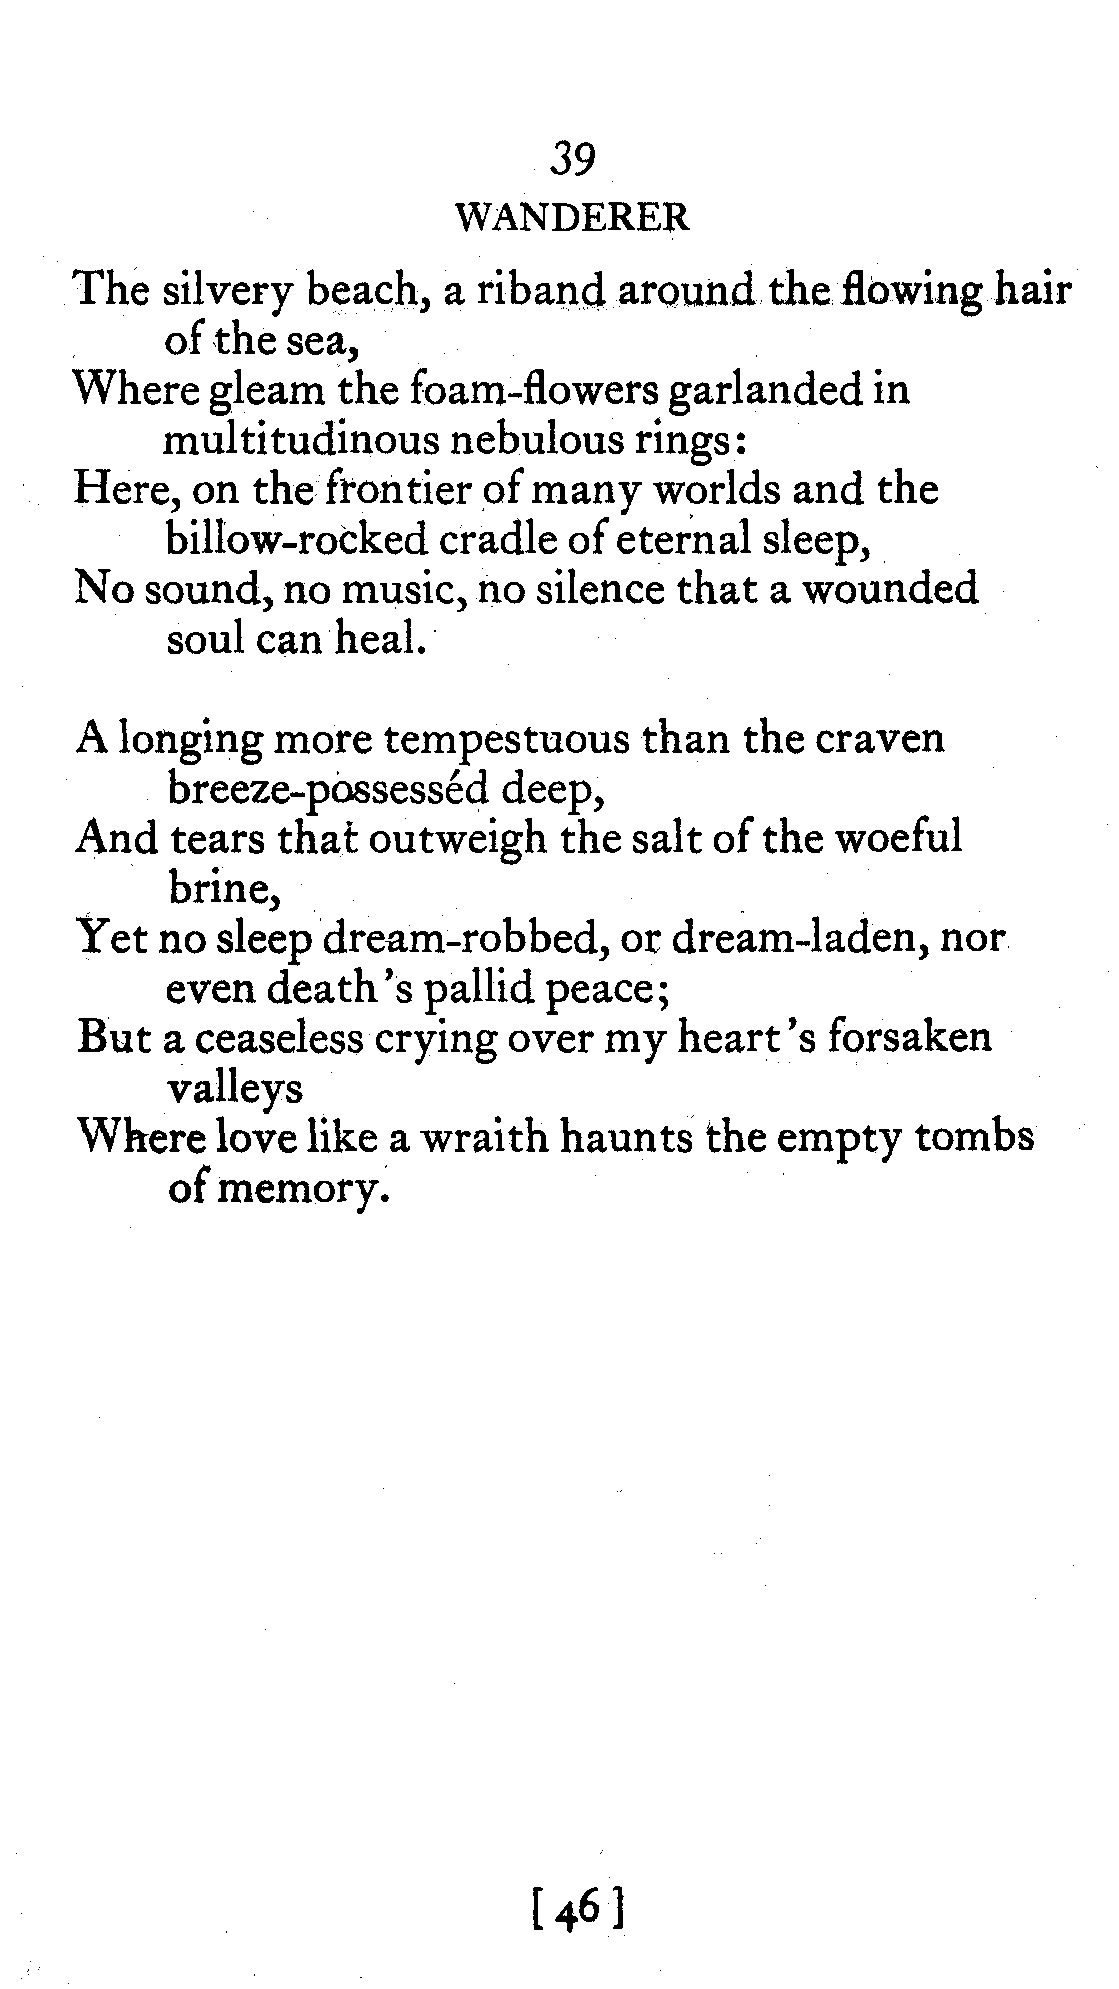 39
WANDERER
The silvery beach, a riband around the flowing hair
of the sea,
Where gleam the foam-flowers garlanded in
multitudinous nebulous rings:
Here, on the frontier of many worlds and the
billow-rocked cradle of eternal sleep,
No sound, no music, no silence that a wounded
soul can heal.
A longing more tempestuous than the craven
breeze-possesséd deep,
And tears that outweigh the salt of the woeful
brine,
Yet no sleep dream-robbed, or dream-laden, nor
even death's pallid peace;
But a ceaseless crying over my heart's forsaken
valleys
Where love like a wraith haunts the empty tombs
of memory.
[46]